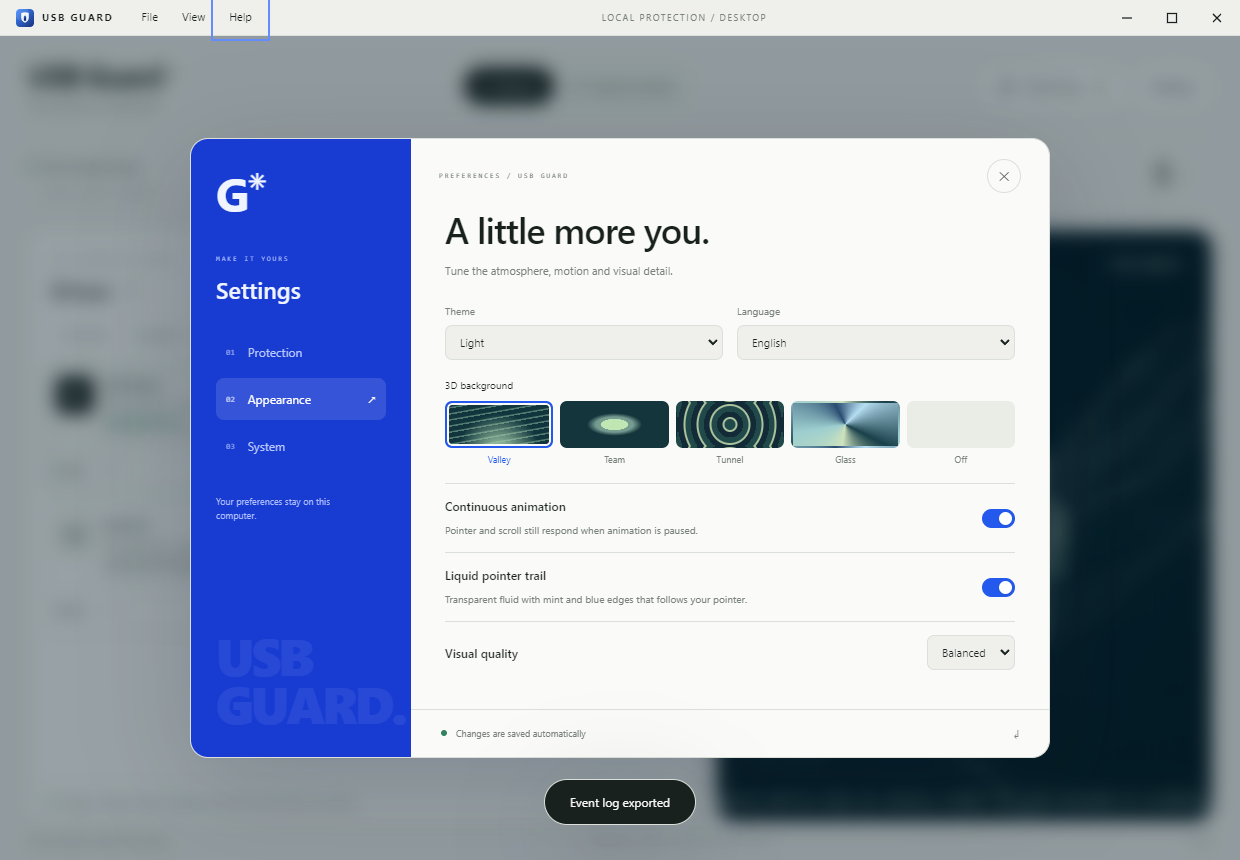 USB GUARD File View Help LOCAL PROTECTION / DESKTOP
G*
MAKE IT YOURS
Settings
01 Protection
02 Appearance ↗
03 System
Your preferences stay on this
computer.
USB
GUARD.
PREFERENCES / USB GUARD
A little more you.
Tune the atmosphere, motion and visual detail.
Theme Language
Light English
3D background
Valley Team Tunnel Glass Off
Continuous animation
Pointer and scroll still respond when animation is paused.
Liquid pointer trail
Transparent fluid with mint and blue edges that follows your pointer.
Visual quality Balanced
Changes are saved automatically
Event log exported